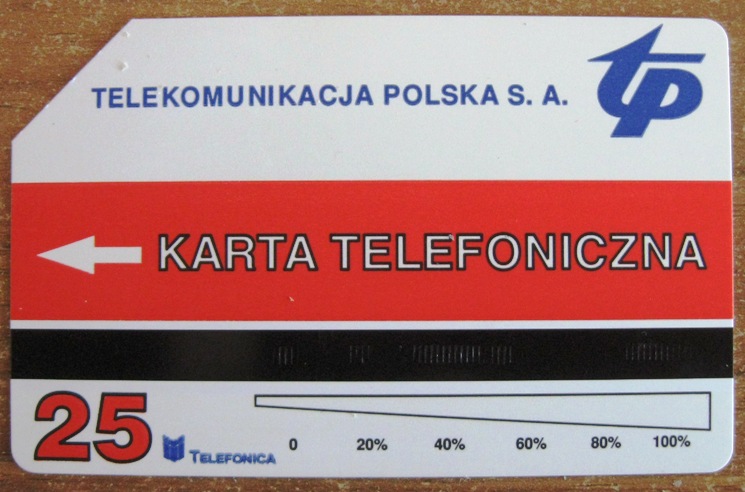 TELEKOMUNIKACJA POLSKA S. A.
tp
KARTA TELEFONICZNA
25
TELEFONICA
0 20% 40% 60% 80% 100%